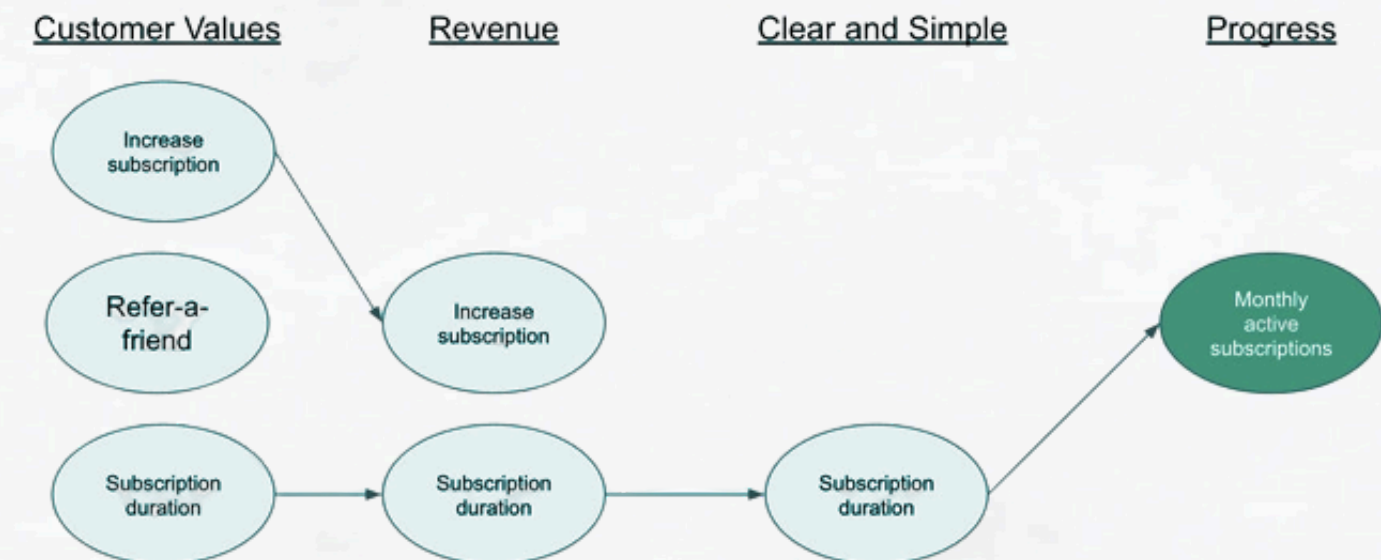 Customer Values
Revenue
Clear and Simple
Progress
Increase
subscription
Refer-a-
friend
Increase
subscription
Monthly
active
subscriptions
Subscription
duration
Subscription
duration
Subscription
duration